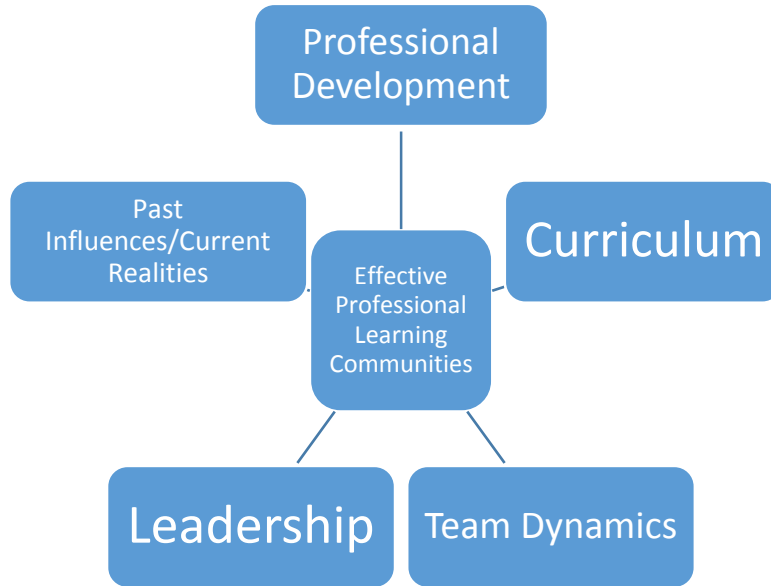 Professional
Development
Past
Influences/Current
Realities
Curriculum
Effective
Professional
Learning
Communities
Leadership
Team Dynamics